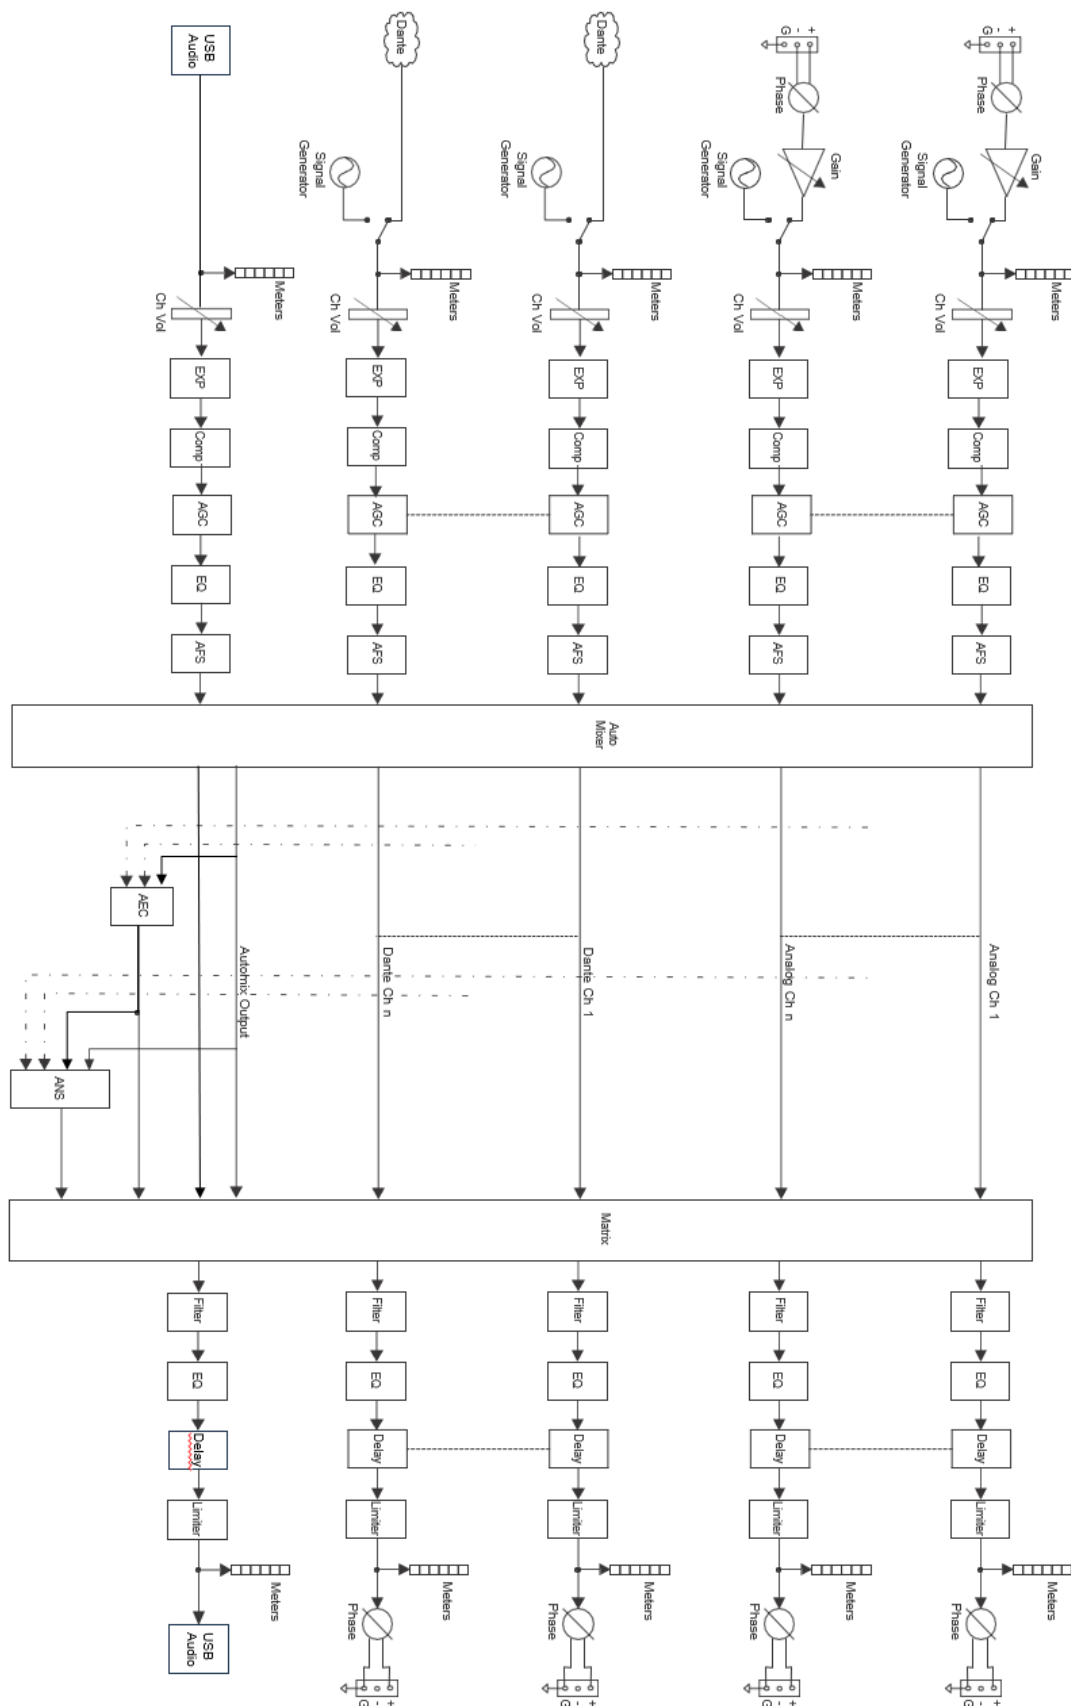 +
-
G
Phase
Gain
Signal
Generator
Meters
Ch Vol
EXP
Comp
AGC
EQ
AFS
Analog Ch 1
Filter
EQ
Delay
Limiter
Meters
Phase
+
-
G
+
-
G
Phase
Gain
Signal
Generator
Meters
Ch Vol
EXP
Comp
AGC
EQ
AFS
Analog Ch n
Filter
EQ
Delay
Limiter
Meters
Phase
+
-
G
Dante
Signal
Generator
Meters
Ch Vol
EXP
Comp
AGC
EQ
AFS
Auto
Mixer
Dante Ch 1
Matrix
Filter
EQ
Delay
Limiter
Meters
Phase
+
-
G
Dante
Signal
Generator
Meters
Ch Vol
EXP
Comp
AGC
EQ
AFS
Dante Ch n
Filter
EQ
Delay
Limiter
Meters
Phase
+
-
G
USB
Audio
Meters
Ch Vol
EXP
Comp
AGC
EQ
AFS
Automix Output
AEC
ANS
Filter
EQ
Delay
Limiter
Meters
USB
Audio